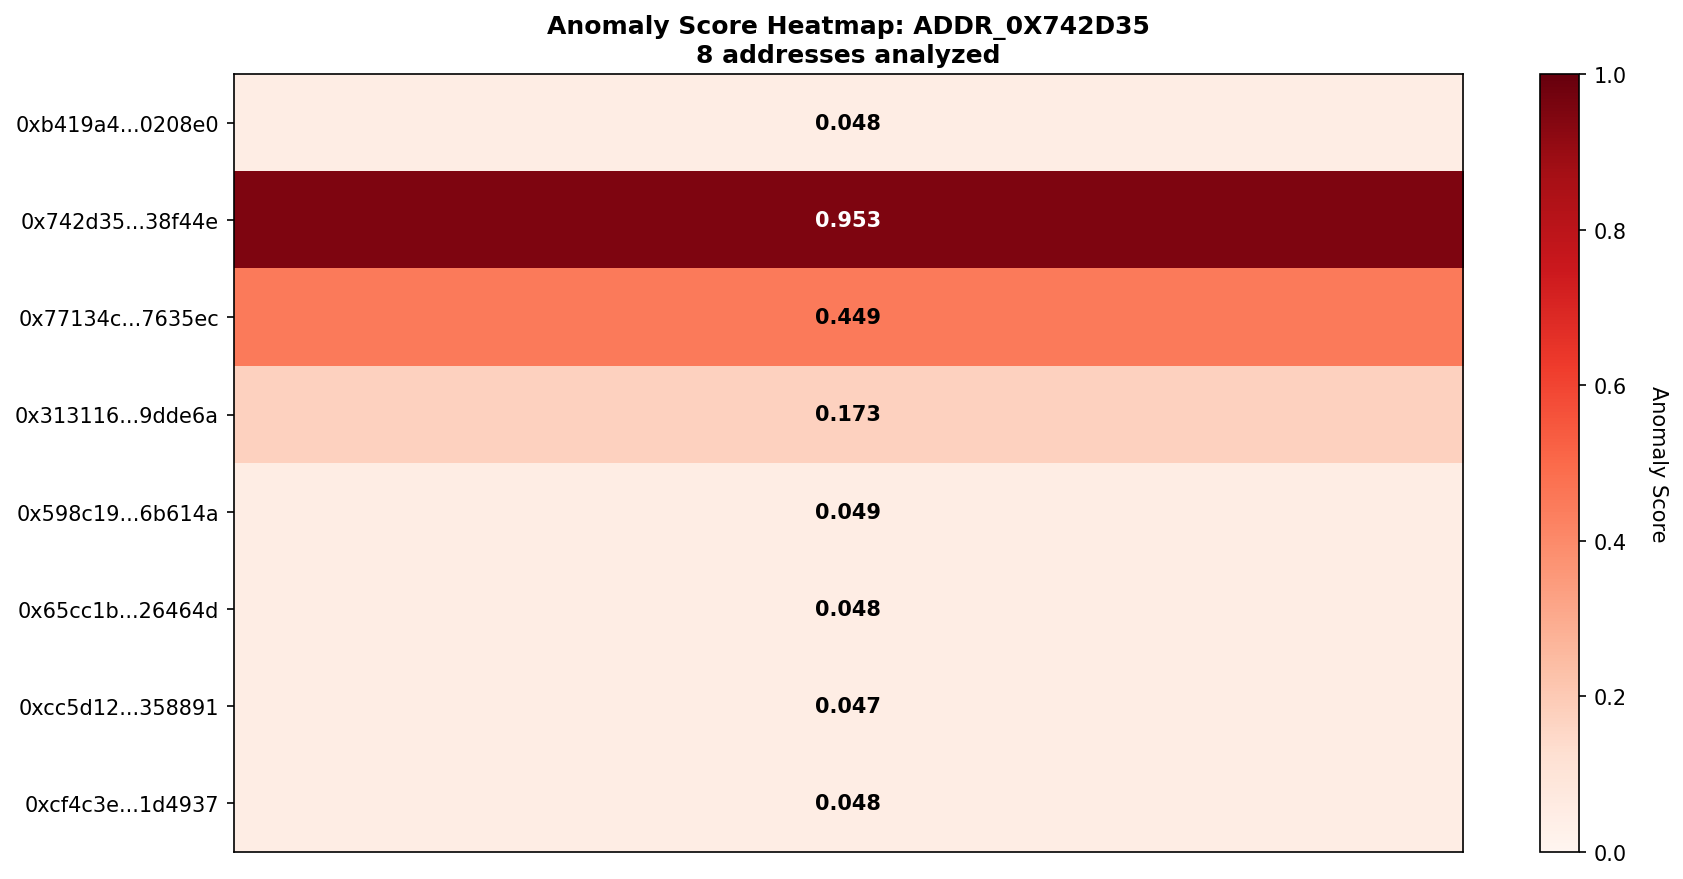 Anomaly Score Heatmap: ADDR_0X742D35
8 addresses analyzed
0xb419a4...0208e0
0.048
0x742d35...38f44e
0.953
0x77134c...7635ec
0.449
0x313116...9dde6a
0.173
0x598c19...6b614a
0.049
0x65cc1b...26464d
0.048
0xcc5d12...358891
0.047
0xcf4c3e...1d4937
0.048
1.0
0.8
0.6
0.4
0.2
0.0
Anomaly Score